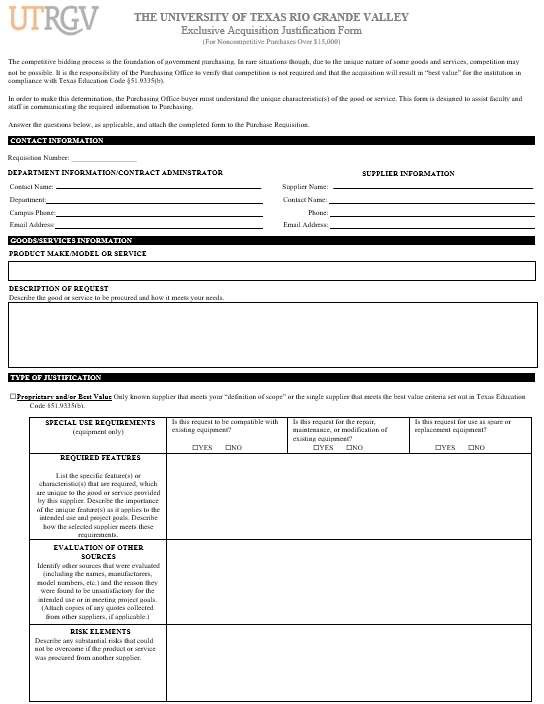 UTRGV
THE UNIVERSITY OF TEXAS RIO GRANDE VALLEY
Exclusive Acquisition Justification Form
(For Noncompetitive Purchases Over $15,000)
The competitive bidding process is the foundation of government purchasing. In rare situations though, due to the unique nature of some goods and services, competition may
not be possible. It is the responsibility of the Purchasing Office to verify that competition is not required and that the acquisition will result in "best value" for the institution in
compliance with Texas Education Code §51.9335(b).
In order to make this determination, the Purchasing Office buyer must understand the unique characteristic(s) of the good or service. This form is designed to assist faculty and
staff in communicating the required information to Purchasing.
Answer the questions below, as applicable, and attach the completed form to the Purchase Requisition.
CONTACT INFORMATION
Requisition Number: ____________________
DEPARTMENT INFORMATION/CONTRACT ADMINSTRATOR
SUPPLIER INFORMATION
Contact Name:
Supplier Name:
Department:
Contact Name:
Campus Phone:
Phone:
Email Address:
Email Address:
GOODS/SERVICES INFORMATION
PRODUCT MAKE/MODEL OR SERVICE
DESCRIPTION OF REQUEST
Describe the good or service to be procured and how it meets your needs.
TYPE OF JUSTIFICATION
☐Proprietary and/or Best Value Only known supplier that meets your "definition of scope" or the single supplier that meets the best value criteria set out in Texas Education
Code §51.9335(b).
SPECIAL USE REQUIREMENTS
(equipment only)
Is this request to be compatible with
existing equipment?
☐YES ☐NO
Is this request for the repair,
maintenance, or modification of
existing equipment?
☐YES ☐NO
Is this request for use as spare or
replacement equipment?
☐YES ☐NO
REQUIRED FEATURES
List the specific feature(s) or
characteristic(s) that are required, which
are unique to the good or service provided
by this supplier. Describe the importance
of the unique feature(s) as it applies to the
intended use and project goals. Describe
how the selected supplier meets these
requirements.
EVALUATION OF OTHER
SOURCES
Identify other sources that were evaluated
(including the names, manufacturers,
model numbers, etc.) and the reason they
were found to be unsatisfactory for the
intended use or in meeting project goals.
(Attach copies of any quotes collected
from other suppliers, if applicable.)
RISK ELEMENTS
Describe any substantial risks that could
not be overcome if the product or service
was procured from another supplier.